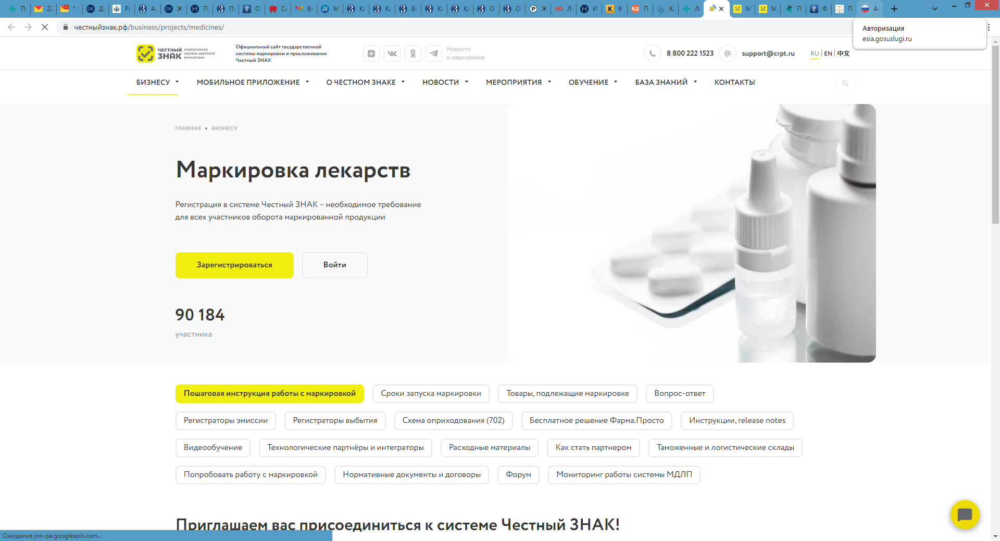 Авторизация
esia.gosuslugi.ru
честныйзнак.рф/business/projects/medicines/
ЧЕСТНЫЙ ЗНАК
НАЦИОНАЛЬНАЯ СИСТЕМА ЦИФРОВОЙ МАРКИРОВКИ
Официальный сайт государственной
системы маркировки и прослеживания
Честный ЗНАК
Новости
о маркировке
8 800 222 1523
@ support@crpt.ru
RU EN 中文
БИЗНЕСУ МОБИЛЬНОЕ ПРИЛОЖЕНИЕ О ЧЕСТНОМ ЗНАКЕ НОВОСТИ МЕРОПРИЯТИЯ ОБУЧЕНИЕ БАЗА ЗНАНИЙ КОНТАКТЫ
ГЛАВНАЯ • БИЗНЕСУ
Маркировка лекарств
Регистрация в системе Честный ЗНАК – необходимое требование
для всех участников оборота маркированной продукции
Зарегистрироваться Войти
90 184
участника
Пошаговая инструкция работы с маркировкой Сроки запуска маркировки Товары, подлежащие маркировке Вопрос-ответ
Регистраторы эмиссии Регистраторы выбытия Схема оприходования (702) Бесплатное решение Фарма.Просто Инструкции, release notes
Видеообучение Технологические партнёры и интеграторы Расходные материалы Как стать партнером Таможенные и логистические склады
Попробовать работу с маркировкой Нормативные документы и договоры Форум Мониторинг работы системы МДЛП
Приглашаем вас присоединиться к системе Честный ЗНАК!
Ожидание jnn-pa.googleapis.com...